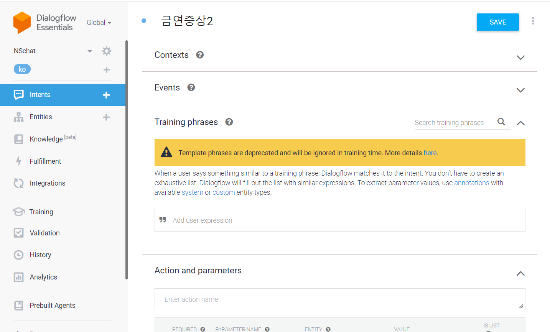 Dialogflow
Essentials
Global
금연증상2
SAVE
NSchat
ko
Intents
Entities
Knowledge [beta]
Fulfillment
Integrations
Training
Validation
History
Analytics
Prebuilt Agents
Contexts
Events
Training phrases
Search training phrases
Template phrases are deprecated and will be ignored in training time. More details here.
When a user says something similar to a training phrase, Dialogflow matches it to the intent. You don't have to create an
exhaustive list. Dialogflow will fill out the list with similar expressions. To extract parameter values, use annotations with
available system or custom entity types.
Add user expression
Action and parameters
Enter action name
REQUIRED PARAMETER NAME ENTITY VALUE IS LIST